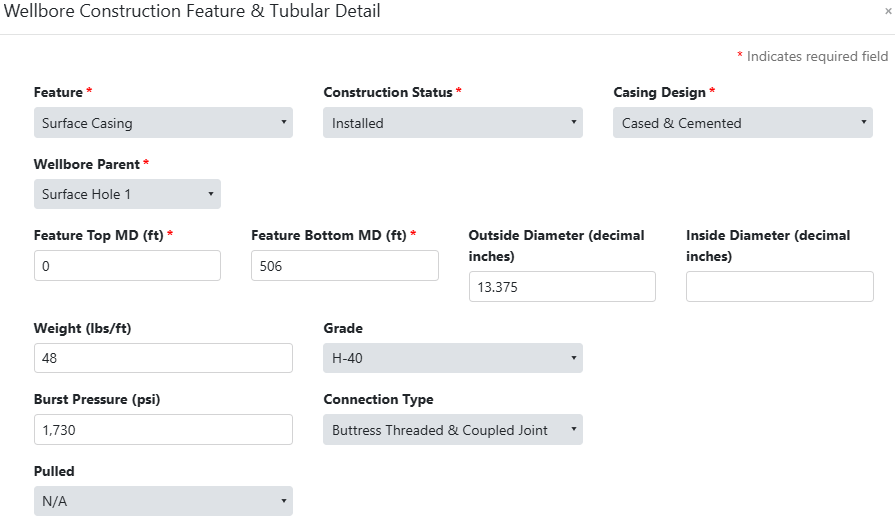 Wellbore Construction Feature & Tubular Detail ×
* Indicates required field
Feature * Construction Status * Casing Design *
Surface Casing Installed Cased & Cemented
Wellbore Parent *
Surface Hole 1
Feature Top MD (ft) * Feature Bottom MD (ft) * Outside Diameter (decimal inches) Inside Diameter (decimal inches)
0 506 13.375
Weight (lbs/ft) Grade
48 H-40
Burst Pressure (psi) Connection Type
1,730 Buttress Threaded & Coupled Joint
Pulled
N/A